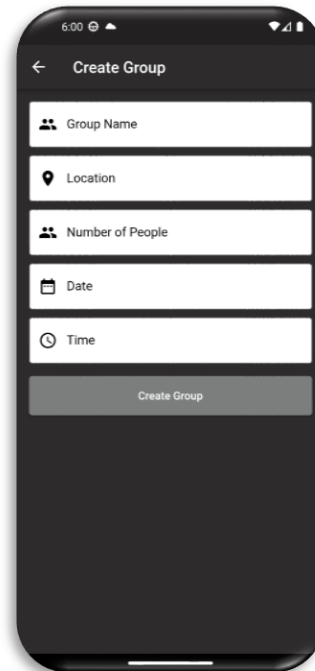 6:00
Create Group
Group Name
Location
Number of People
Date
Time
Create Group